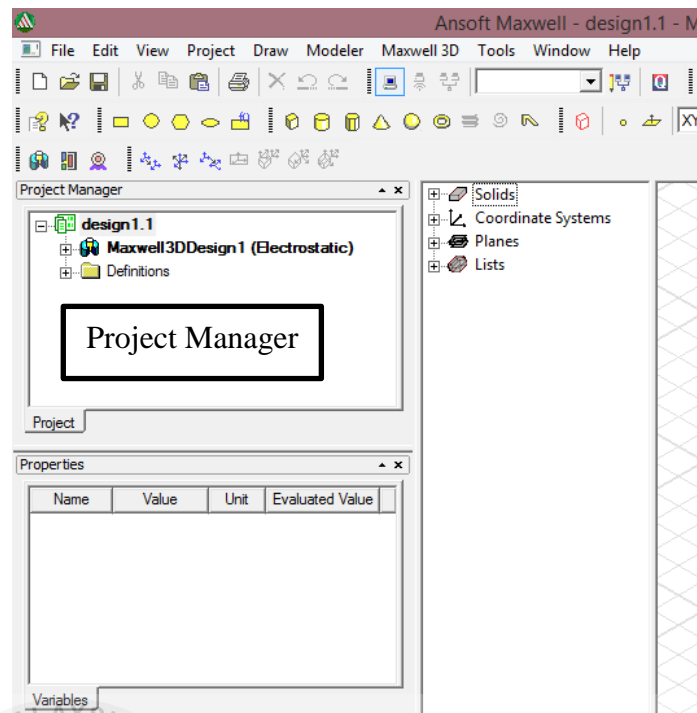 Ansoft Maxwell - design1.1 - M
File Edit View Project Draw Modeler Maxwell 3D Tools Window Help
XY
Project Manager
design1.1
Maxwell3DDesign1 (Electrostatic)
Definitions
Project Manager
Project
Solids
Coordinate Systems
Planes
Lists
Properties
Name Value Unit Evaluated Value
Variables